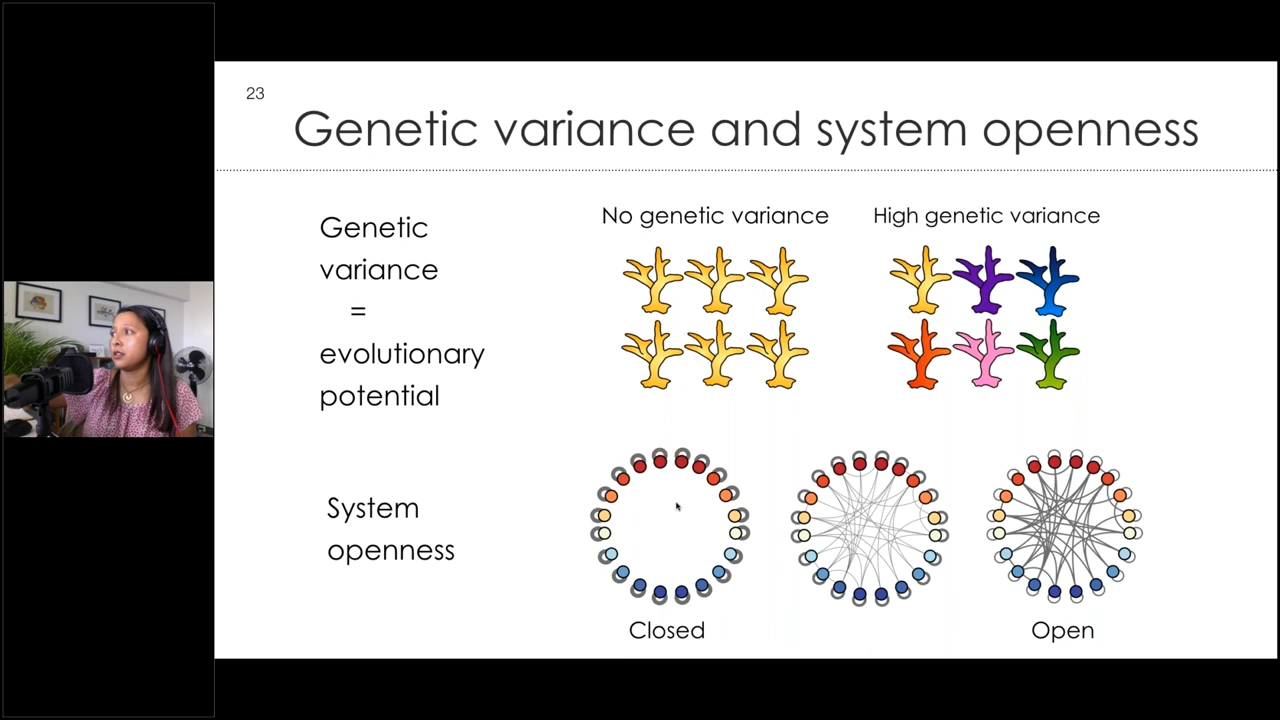 23
Genetic variance and system openness
Genetic
variance
=
evolutionary
potential
No genetic variance
High genetic variance
System
openness
Closed
Open